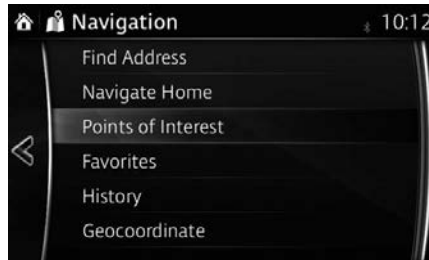 Navigation 10:12
Find Address
Navigate Home
Points of Interest
Favorites
History
Geocoordinate